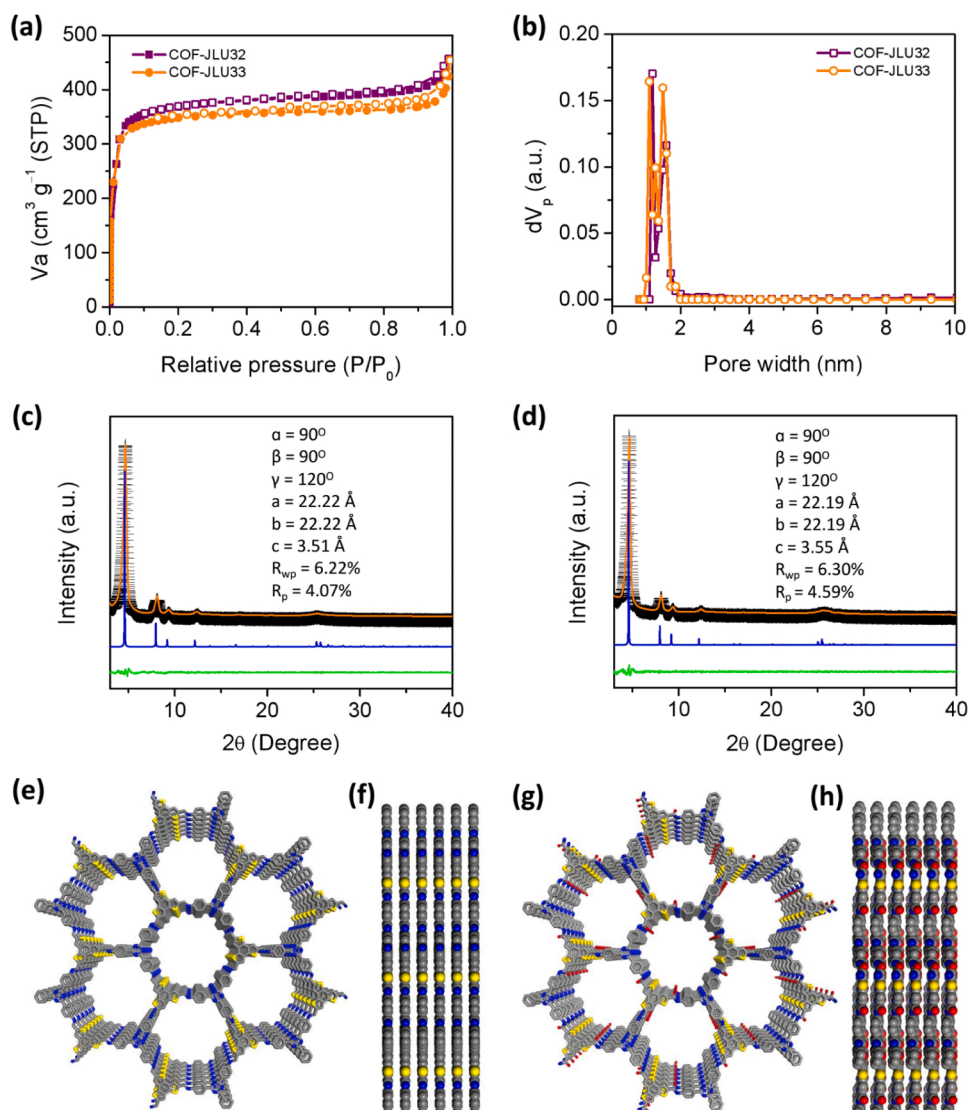 (a)
500
400
300
200
100
0
COF-JLU32
COF-JLU33
Va (cm³ g⁻¹ (STP))
0.0 0.2 0.4 0.6 0.8 1.0
Relative pressure (P/P₀)
(b)
0.20
0.15
0.10
0.05
0.00
COF-JLU32
COF-JLU33
dVₚ (a.u.)
0 2 4 6 8 10
Pore width (nm)
(c)
α = 90ᴼ
β = 90ᴼ
γ = 120ᴼ
a = 22.22 Å
b = 22.22 Å
c = 3.51 Å
R_wp = 6.22%
R_p = 4.07%
Intensity (a.u.)
10 20 30 40
2θ (Degree)
(d)
α = 90ᴼ
β = 90ᴼ
γ = 120ᴼ
a = 22.19 Å
b = 22.19 Å
c = 3.55 Å
R_wp = 6.30%
R_p = 4.59%
Intensity (a.u.)
10 20 30 40
2θ (Degree)
(e)
(f)
(g)
(h)